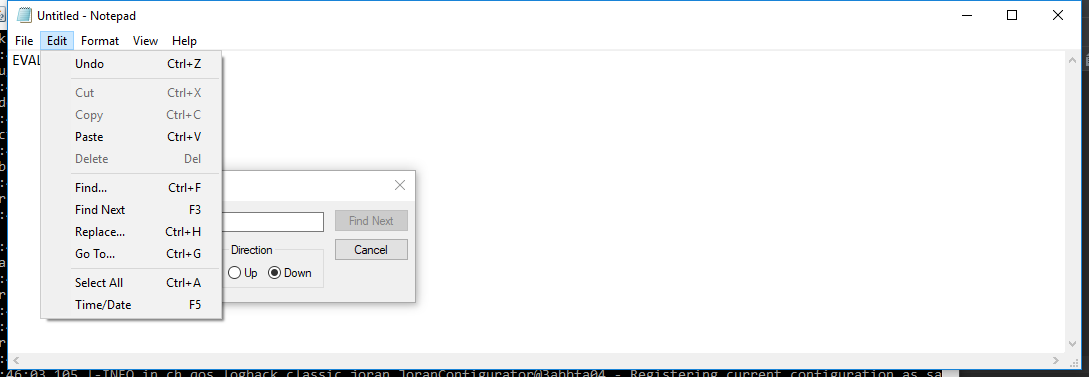 Untitled - Notepad
File Edit Format View Help
EVAL
Undo Ctrl+Z
Cut Ctrl+X
Copy Ctrl+C
Paste Ctrl+V
Delete Del
Find... Ctrl+F
Find Next F3
Replace... Ctrl+H
Go To... Ctrl+G
Select All Ctrl+A
Time/Date F5
Find Next
Direction
Cancel
Up Down
:46:03,105 |-INFO in ch.qos.logback.classic.joran.JoranConfigurator@3abbfa04 - Registering current configuration as sa